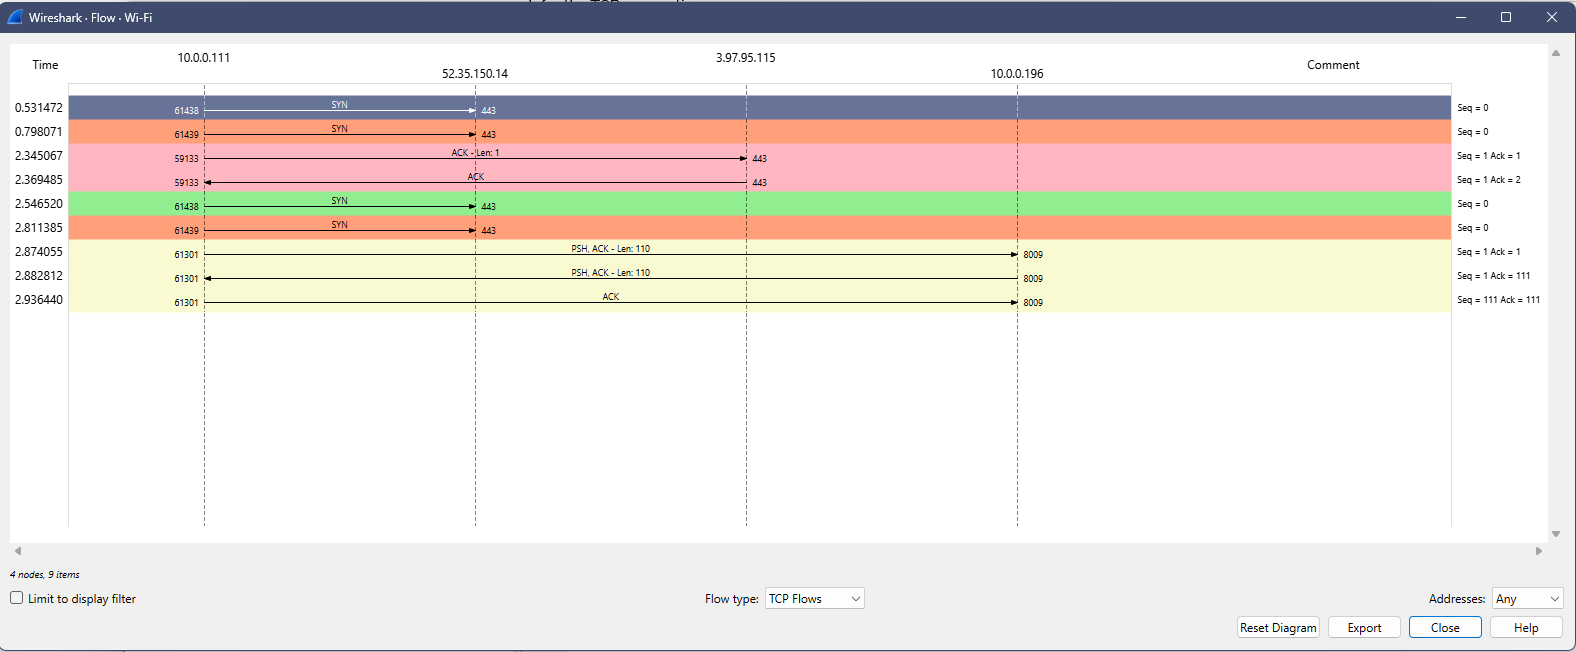 Wireshark · Flow · Wi-Fi
Time 10.0.0.111 52.35.150.14 3.97.95.115 10.0.0.196 Comment
0.531472 61438 SYN 443 Seq = 0
0.798071 61439 SYN 443 Seq = 0
2.345067 59133 ACK - Len: 1 443 Seq = 1 Ack = 1
2.369485 59133 ACK 443 Seq = 1 Ack = 2
2.546520 61438 SYN 443 Seq = 0
2.811385 61439 SYN 443 Seq = 0
2.874055 61301 PSH, ACK - Len: 110 8009 Seq = 1 Ack = 1
2.882812 61301 PSH, ACK - Len: 110 8009 Seq = 1 Ack = 111
2.936440 61301 ACK 8009 Seq = 111 Ack = 111
4 nodes, 9 items
Limit to display filter Flow type: TCP Flows Addresses: Any
Reset Diagram Export Close Help